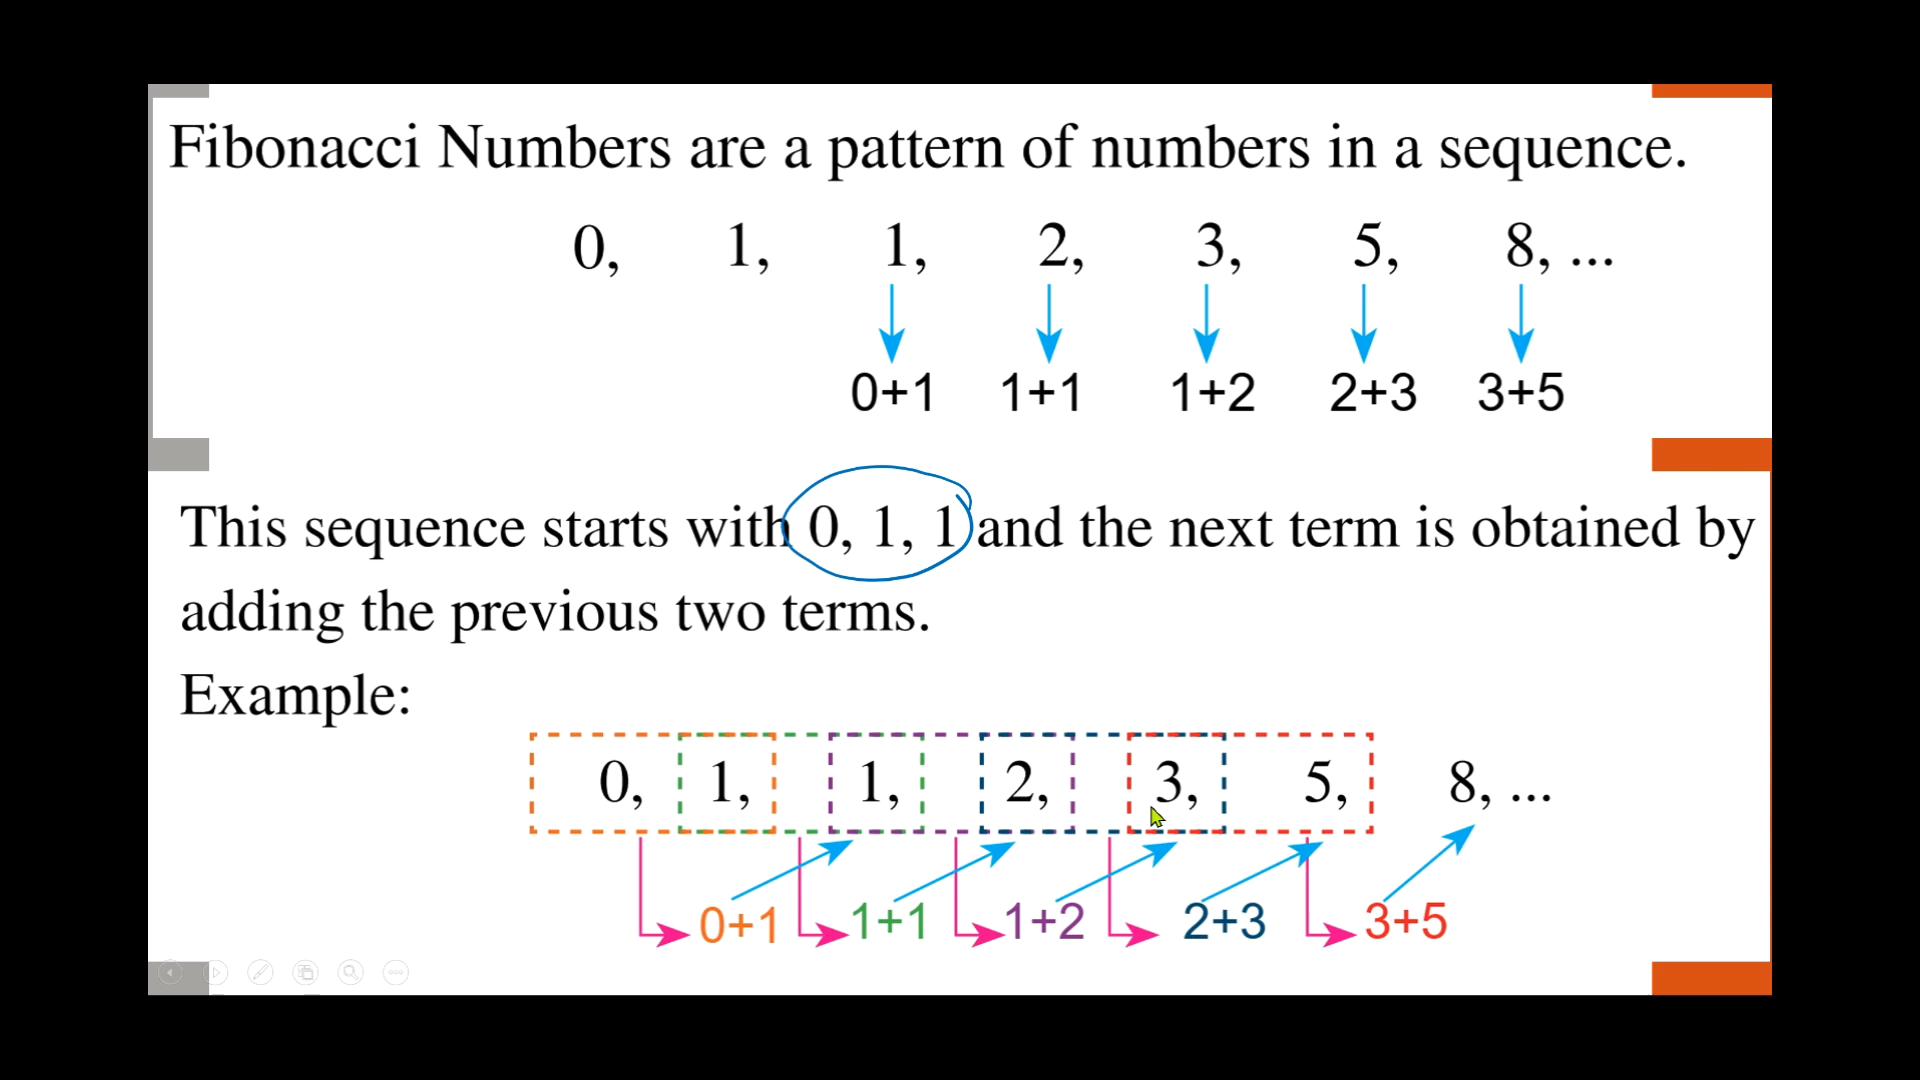 Fibonacci Numbers are a pattern of numbers in a sequence.
0, 1, 1, 2, 3, 5, 8, ...
0+1 1+1 1+2 2+3 3+5
This sequence starts with 0, 1, 1 and the next term is obtained by
adding the previous two terms.
Example:
0, 1, 1, 2, 3, 5, 8, ...
0+1 1+1 1+2 2+3 3+5